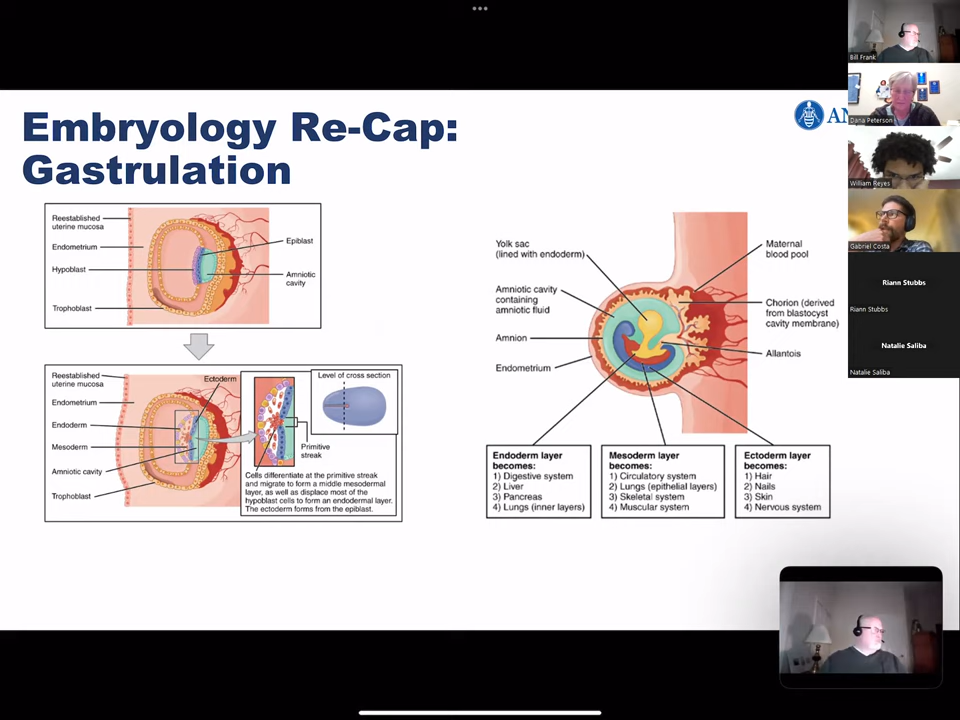 Embryology Re-Cap:
Gastrulation
Reestablished
uterine mucosa
Endometrium
Hypoblast
Trophoblast
Epiblast
Amniotic
cavity
Reestablished
uterine mucosa
Endometrium
Endoderm
Mesoderm
Amniotic cavity
Trophoblast
Ectoderm
Level of cross section
Primitive
streak
Cells differentiate at the primitive streak
and migrate to form a middle mesodermal
layer, as well as displace most of the
hypoblast cells to form an endodermal layer.
The ectoderm forms from the epiblast.
Yolk sac
(lined with endoderm)
Amniotic cavity
containing
amniotic fluid
Amnion
Endometrium
Maternal
blood pool
Chorion (derived
from blastocyst
cavity membrane)
Allantois
Endoderm layer
becomes:
1) Digestive system
2) Liver
3) Pancreas
4) Lungs (inner layers)
Mesoderm layer
becomes:
1) Circulatory system
2) Lungs (epithelial layers)
3) Skeletal system
4) Muscular system
Ectoderm layer
becomes:
1) Hair
2) Nails
3) Skin
4) Nervous system
Bill Frank
Dana Peterson
William Reyes
Gabriel Costa
Riann Stubbs
Riann Stubbs
Natalie Saliba
Natalie Saliba